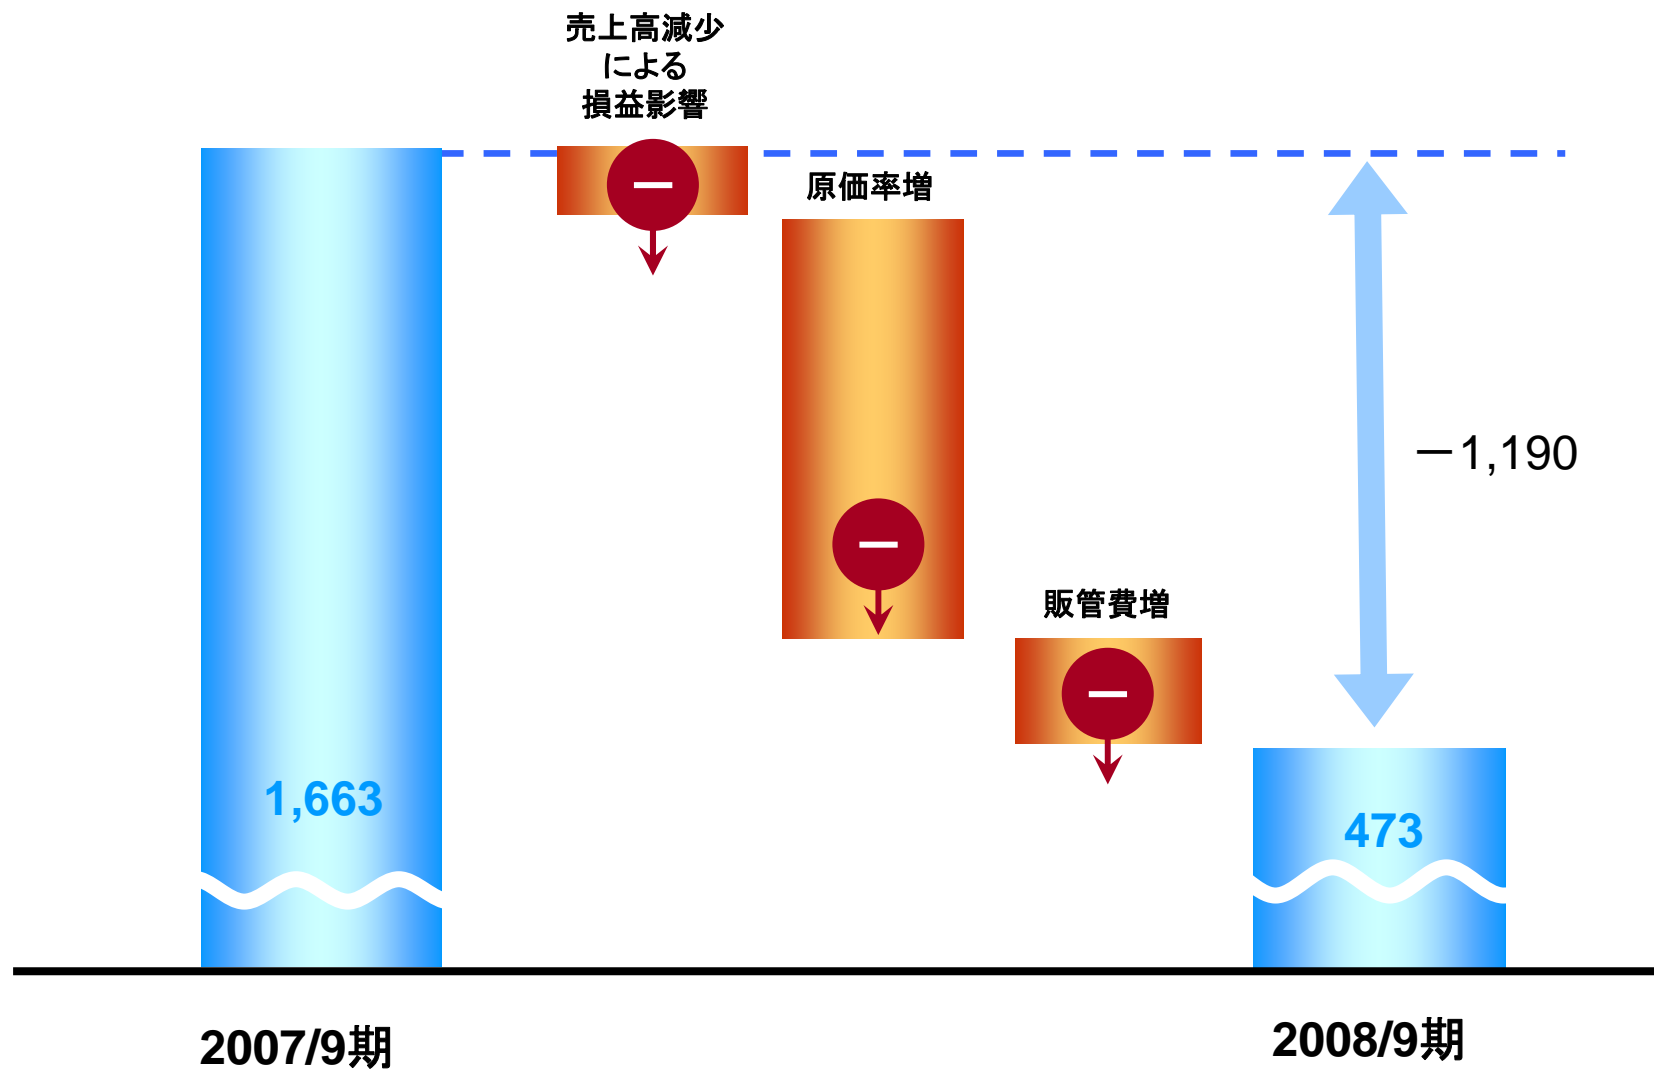 売上高減少
による
損益影響
原価率増
－1,190
販管費増
1,663
473
2007/9期
2008/9期